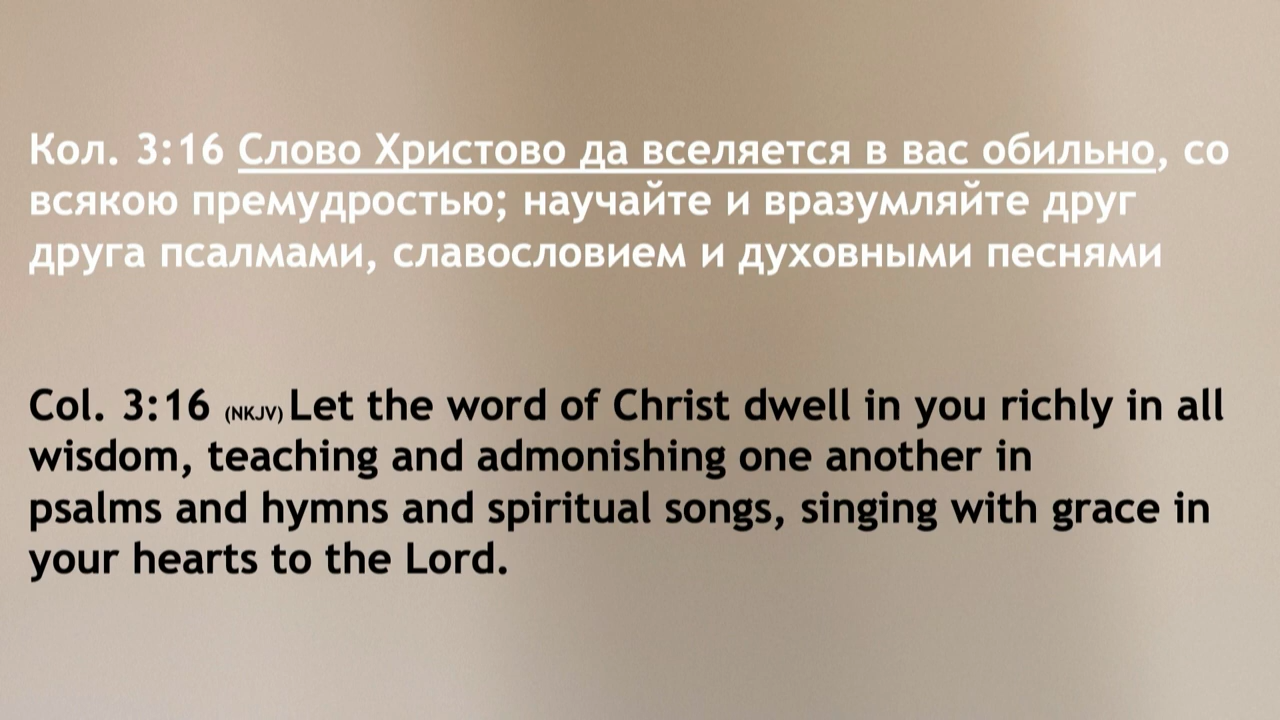 Кол. 3:16 Слово Христово да вселяется в вас обильно, со
всякою премудростью; научайте и вразумляйте друг
друга псалмами, славословием и духовными песнями
Col. 3:16 (NKJV) Let the word of Christ dwell in you richly in all
wisdom, teaching and admonishing one another in
psalms and hymns and spiritual songs, singing with grace in
your hearts to the Lord.